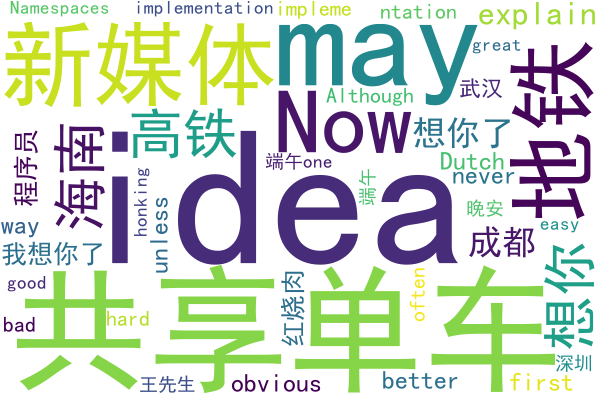 Namespaces
implementation
impleme
ntation
explain
新媒体
may
great
武汉
Although
地铁
程序员
海南
高铁
Now
想你了
端午one
端午
Dutch
never
honking
idea
晚安
easy
way
我想你了
unless
成都
想你
good
bad
hard
共享单车
红烧肉
often
深圳
王先生
obvious
better
first